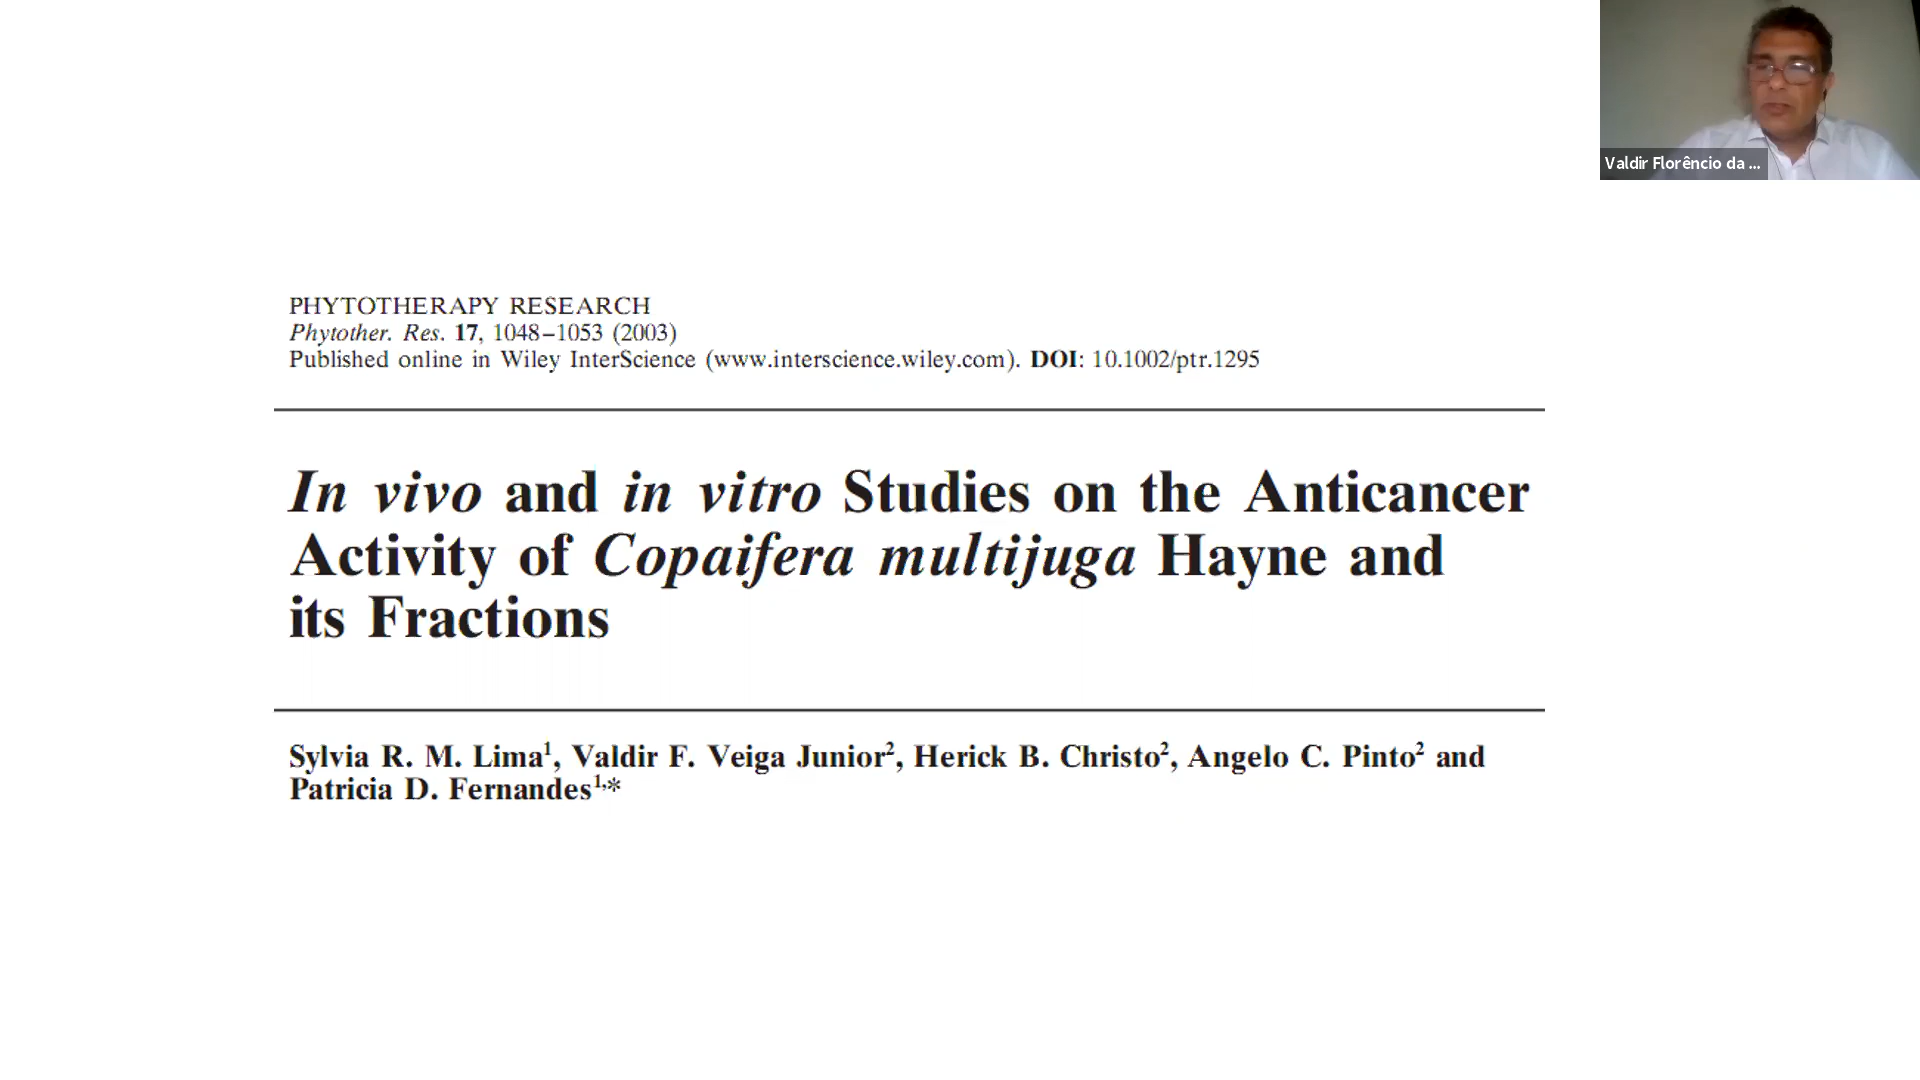 Valdir Florêncio da ...
PHYTOTHERAPY RESEARCH
Phytother. Res. 17, 1048–1053 (2003)
Published online in Wiley InterScience (www.interscience.wiley.com). DOI: 10.1002/ptr.1295
In vivo and in vitro Studies on the Anticancer
Activity of Copaifera multijuga Hayne and
its Fractions
Sylvia R. M. Lima¹, Valdir F. Veiga Junior², Herick B. Christo², Angelo C. Pinto² and
Patricia D. Fernandes¹,*